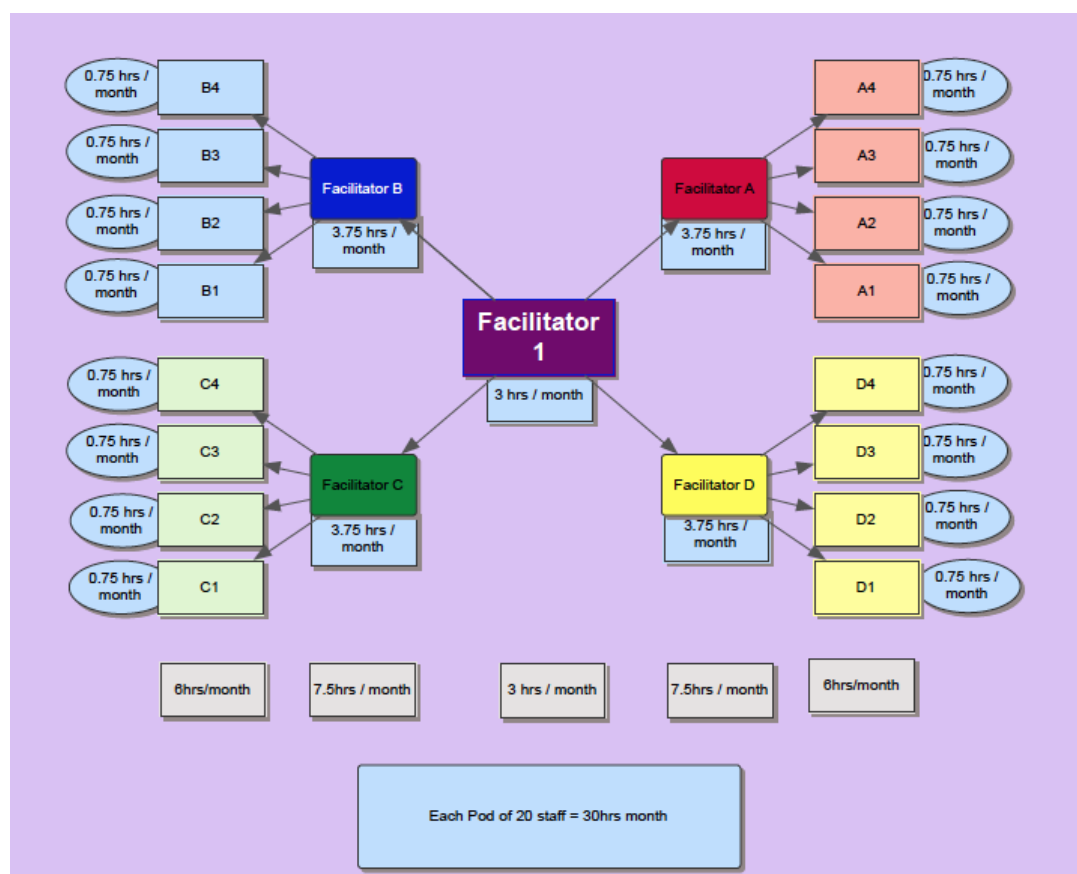 0.75 hrs /
month
B4
A4
0.75 hrs /
month
0.75 hrs /
month
B3
A3
0.75 hrs /
month
Facilitator B
Facilitator A
0.75 hrs /
month
B2
A2
0.75 hrs /
month
3.75 hrs /
month
3.75 hrs /
month
0.75 hrs /
month
B1
A1
0.75 hrs /
month
Facilitator
1
3 hrs / month
0.75 hrs /
month
C4
D4
0.75 hrs /
month
0.75 hrs /
month
C3
D3
0.75 hrs /
month
Facilitator C
Facilitator D
0.75 hrs /
month
C2
D2
0.75 hrs /
month
3.75 hrs /
month
3.75 hrs /
month
0.75 hrs /
month
C1
D1
0.75 hrs /
month
6hrs/month
7.5hrs / month
3 hrs / month
7.5hrs / month
6hrs/month
Each Pod of 20 staff = 30hrs month